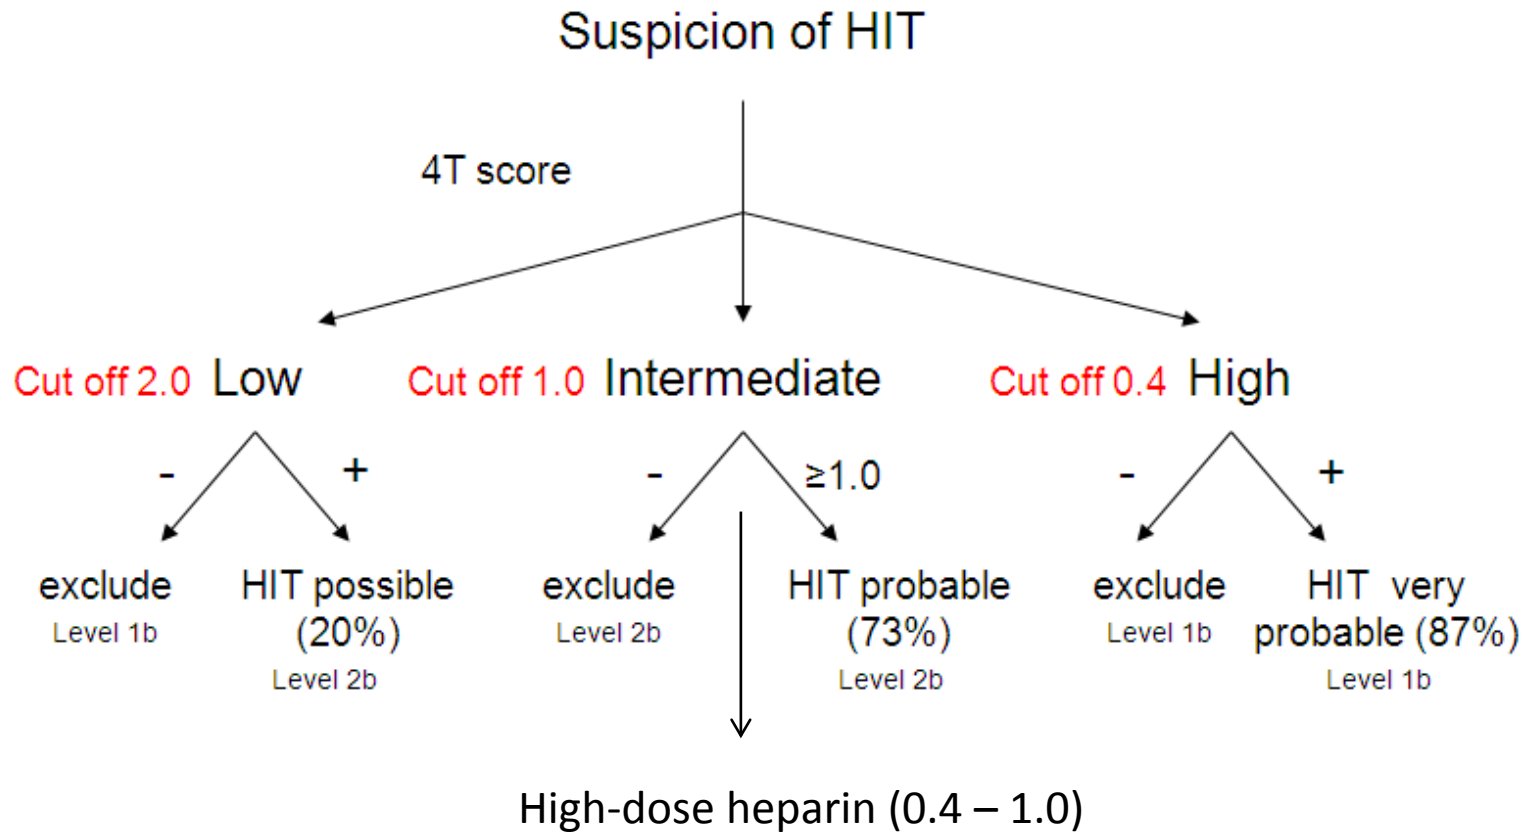 Suspicion of HIT
4T score
Cut off 2.0 Low
Cut off 1.0 Intermediate
Cut off 0.4 High
- +
- ≥1.0
- +
exclude
Level 1b
HIT possible
(20%)
Level 2b
exclude
Level 2b
HIT probable
(73%)
Level 2b
exclude
Level 1b
HIT very
probable (87%)
Level 1b
High-dose heparin (0.4 – 1.0)